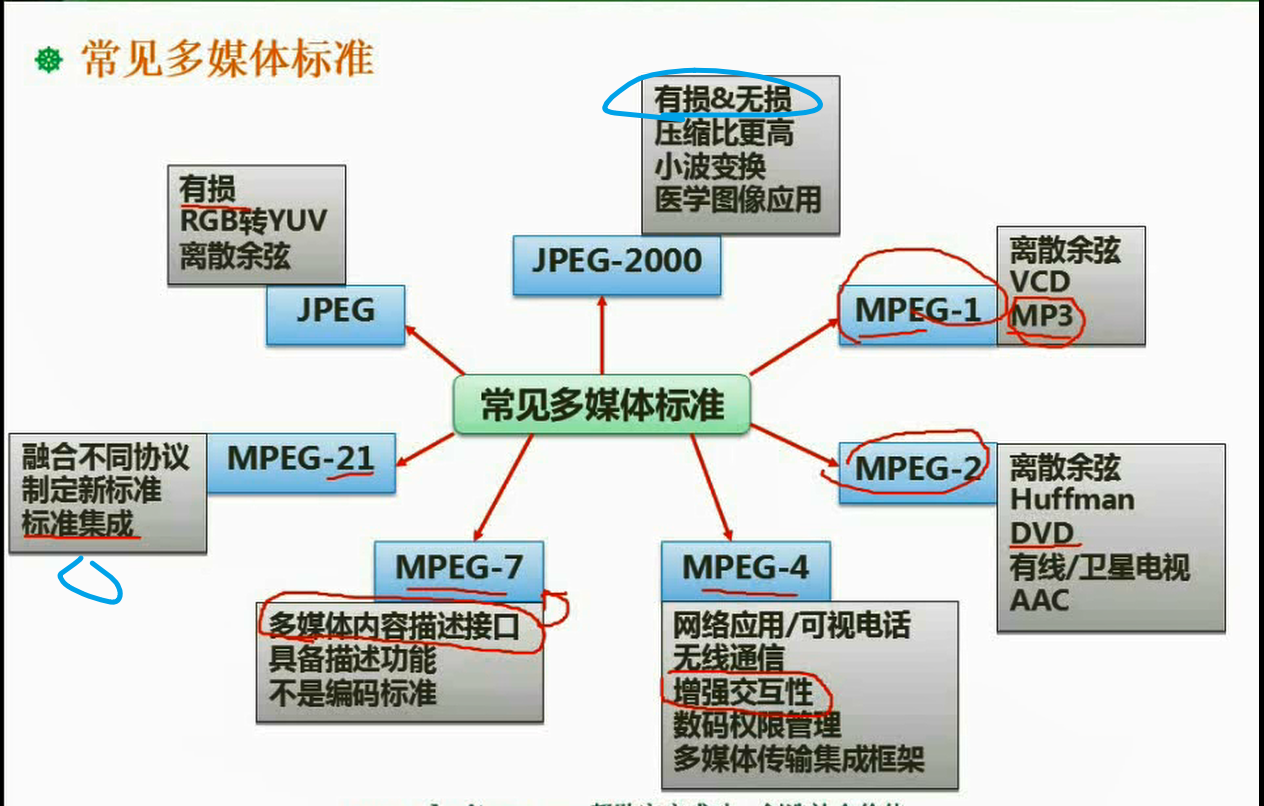 常见多媒体标准
有损&无损
压缩比更高
小波变换
医学图像应用
JPEG-2000
有损
RGB转YUV
离散余弦
JPEG
MPEG-1
离散余弦
VCD
MP3
常见多媒体标准
融合不同协议
制定新标准
标准集成
MPEG-21
MPEG-2
离散余弦
Huffman
DVD
有线/卫星电视
AAC
MPEG-7
多媒体内容描述接口
具备描述功能
不是编码标准
MPEG-4
网络应用/可视电话
无线通信
增强交互性
数码权限管理
多媒体传输集成框架